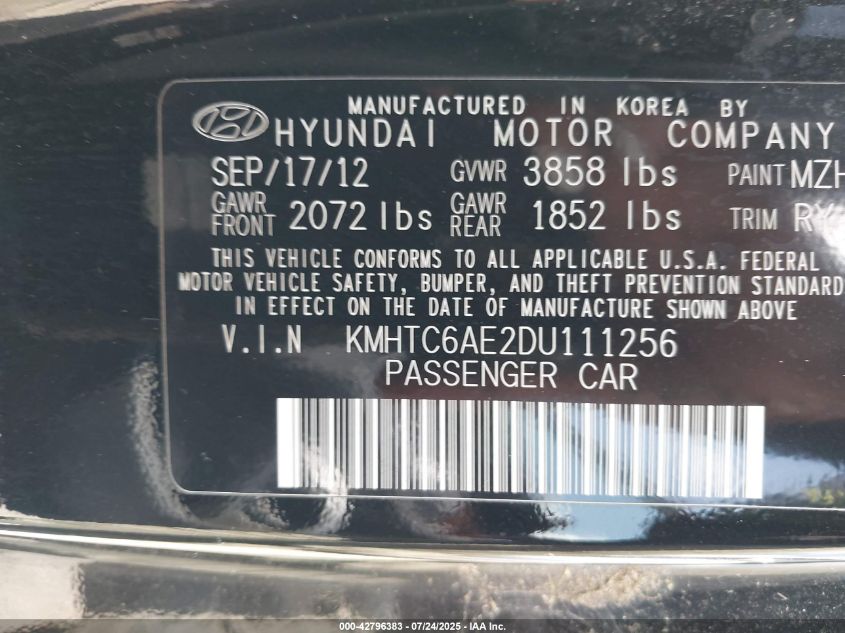 MANUFACTURED IN KOREA BY
HYUNDAI MOTOR COMPANY
SEP/17/12 GVWR 3858 lbs PAINT MZH
GAWR FRONT 2072 lbs GAWR REAR 1852 lbs TRIM RY
THIS VEHICLE CONFORMS TO ALL APPLICABLE U.S.A. FEDERAL
MOTOR VEHICLE SAFETY, BUMPER, AND THEFT PREVENTION STANDARD
IN EFFECT ON THE DATE OF MANUFACTURE SHOWN ABOVE
V.I.N KMHTC6AE2DU111256
PASSENGER CAR
000-42796383 - 07/24/2025 - IAA, Inc.